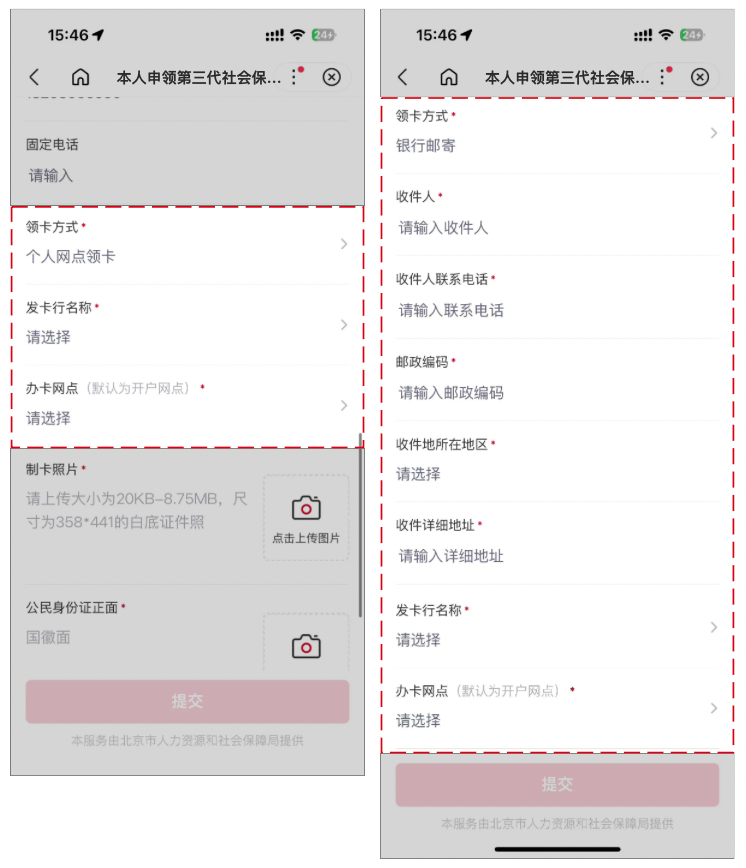 15:46
24
本人申领第三代社会保...
固定电话
请输入
领卡方式*
个人网点领卡
发卡行名称*
请选择
办卡网点（默认为开户网点）*
请选择
制卡照片*
请上传大小为20KB-8.75MB，尺
寸为358*441的白底证件照
点击上传图片
公民身份证正面*
国徽面
提交
本服务由北京市人力资源和社会保障局提供
15:46
24
本人申领第三代社会保...
领卡方式*
银行邮寄
收件人*
请输入收件人
收件人联系电话*
请输入联系电话
邮政编码*
请输入邮政编码
收件地所在地区*
请选择
收件详细地址*
请输入详细地址
发卡行名称*
请选择
办卡网点（默认为开户网点）*
请选择
提交
本服务由北京市人力资源和社会保障局提供